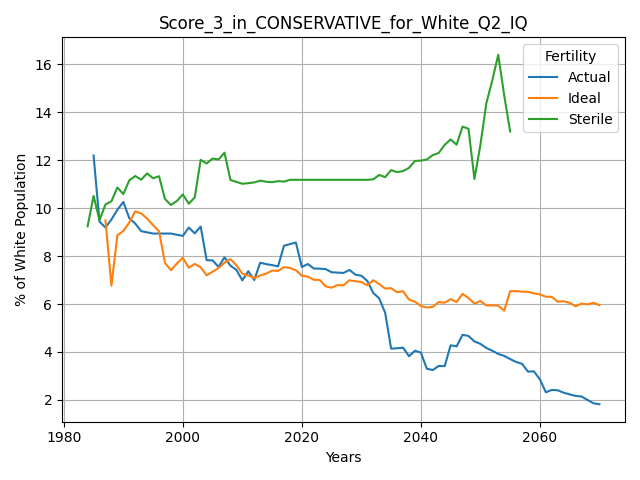 Score_3_in_CONSERVATIVE_for_White_Q2_IQ
Fertility
Actual
Ideal
Sterile
% of White Population
16
14
12
10
8
6
4
2
1980
2000
2020
2040
2060
Years